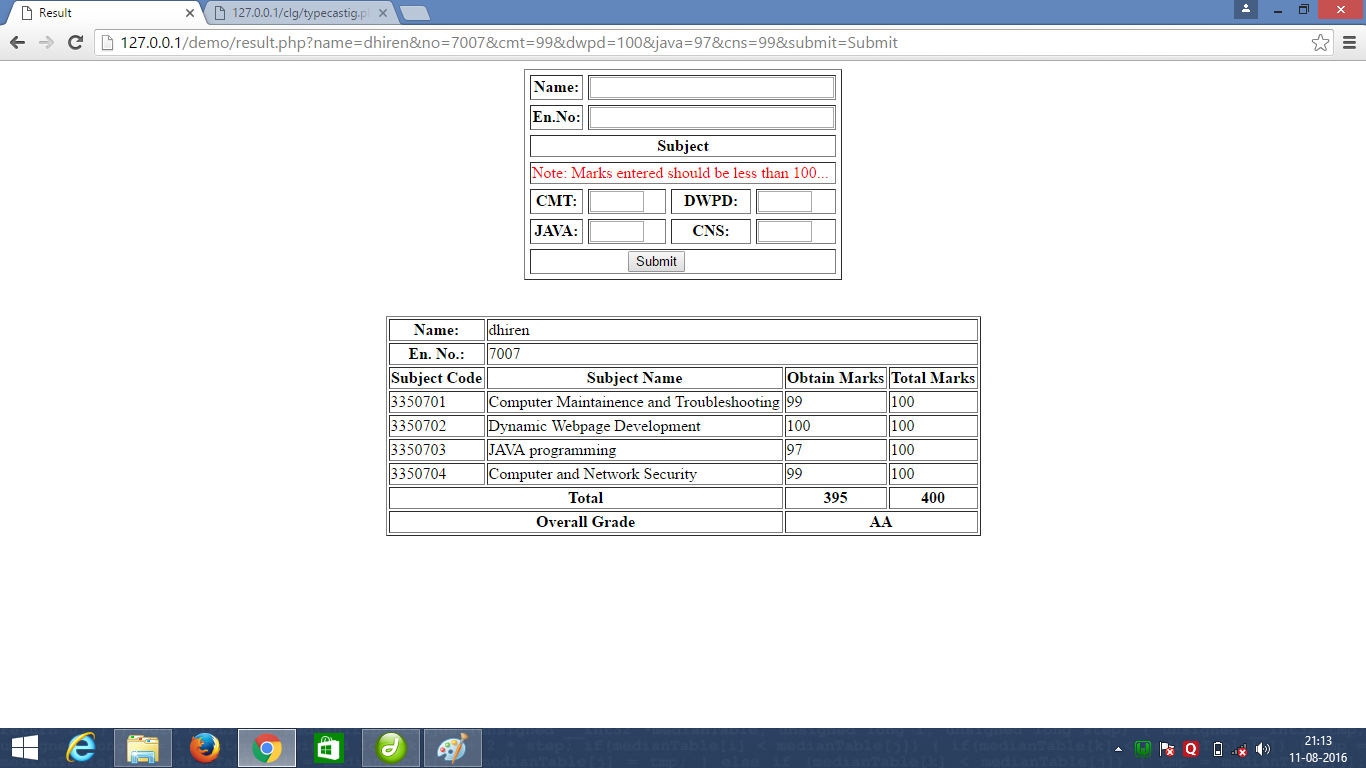 Result
127.0.0.1/clg/typecastig.p
127.0.0.1/demo/result.php?name=dhiren&no=7007&cmt=99&dwpd=100&java=97&cns=99&submit=Submit
Name:
En.No:
Subject
Note: Marks entered should be less than 100...
CMT: DWPD:
JAVA: CNS:
Submit
Name: dhiren
En. No.: 7007
Subject Code Subject Name Obtain Marks Total Marks
3350701 Computer Maintainence and Troubleshooting 99 100
3350702 Dynamic Webpage Development 100 100
3350703 JAVA programming 97 100
3350704 Computer and Network Security 99 100
Total 395 400
Overall Grade AA
21:13
11-08-2016